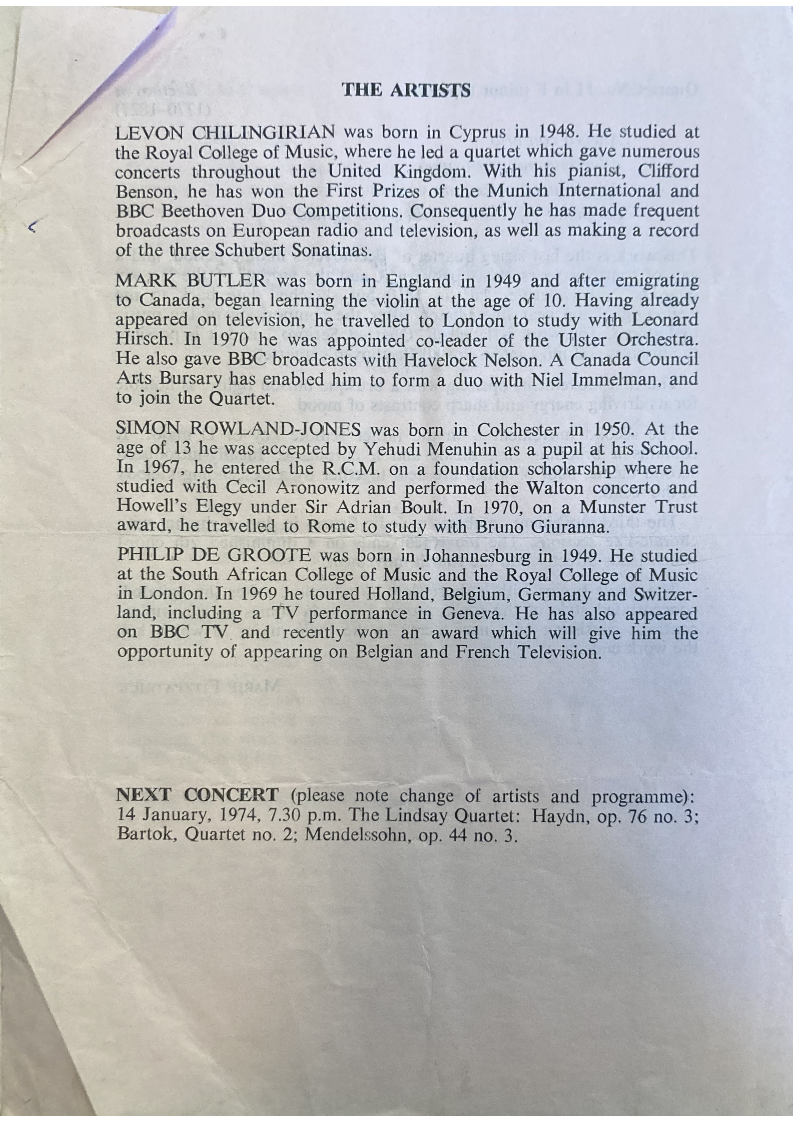 THE ARTISTS
LEVON CHILINGIRIAN was born in Cyprus in 1948. He studied at
the Royal College of Music, where he led a quartet which gave numerous
concerts throughout the United Kingdom. With his pianist, Clifford
Benson, he has won the First Prizes of the Munich International and
BBC Beethoven Duo Competitions. Consequently he has made frequent
broadcasts on European radio and television, as well as making a record
of the three Schubert Sonatinas.
MARK BUTLER was born in England in 1949 and after emigrating
to Canada, began learning the violin at the age of 10. Having already
appeared on television, he travelled to London to study with Leonard
Hirsch. In 1970 he was appointed co-leader of the Ulster Orchestra.
He also gave BBC broadcasts with Havelock Nelson. A Canada Council
Arts Bursary has enabled him to form a duo with Niel Immelman, and
to join the Quartet.
SIMON ROWLAND-JONES was born in Colchester in 1950. At the
age of 13 he was accepted by Yehudi Menuhin as a pupil at his School.
In 1967, he entered the R.C.M. on a foundation scholarship where he
studied with Cecil Aronowitz and performed the Walton concerto and
Howell's Elegy under Sir Adrian Boult. In 1970, on a Munster Trust
award, he travelled to Rome to study with Bruno Giuranna.
PHILIP DE GROOTE was born in Johannesburg in 1949. He studied
at the South African College of Music and the Royal College of Music
in London. In 1969 he toured Holland, Belgium, Germany and Switzer-
land, including a TV performance in Geneva. He has also appeared
on BBC TV and recently won an award which will give him the
opportunity of appearing on Belgian and French Television.
NEXT CONCERT (please note change of artists and programme):
14 January, 1974, 7.30 p.m. The Lindsay Quartet: Haydn, op. 76 no. 3;
Bartok, Quartet no. 2; Mendelssohn, op. 44 no. 3.